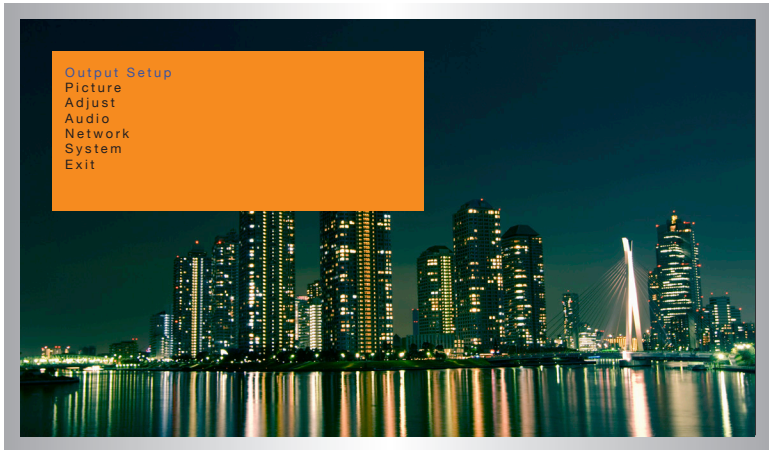 Output Setup
Picture
Adjust
Audio
Network
System
Exit